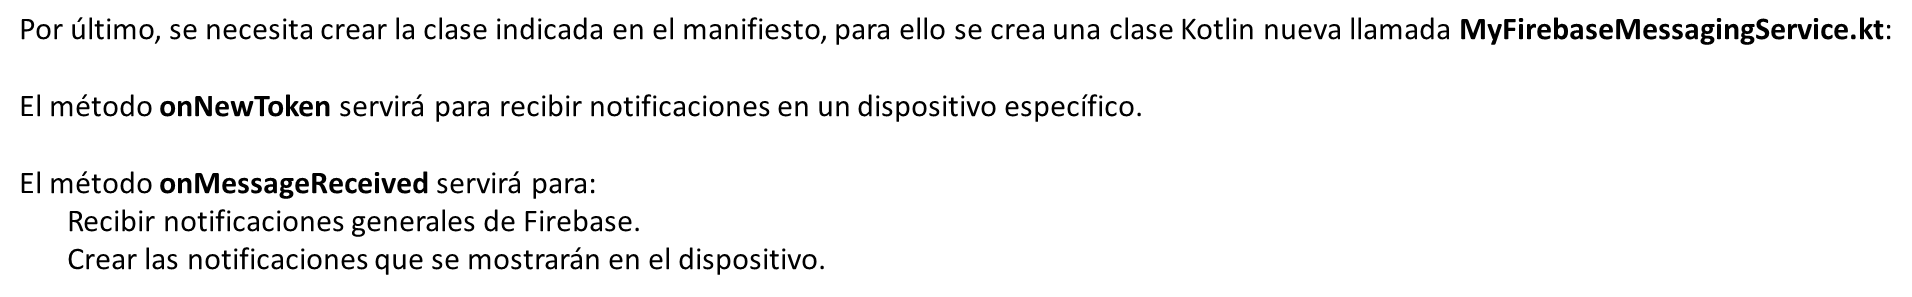 Por último, se necesita crear la clase indicada en el manifiesto, para ello se crea una clase Kotlin nueva llamada MyFirebaseMessagingService.kt:
El método onNewToken servirá para recibir notificaciones en un dispositivo específico.
El método onMessageReceived servirá para:
Recibir notificaciones generales de Firebase.
Crear las notificaciones que se mostrarán en el dispositivo.